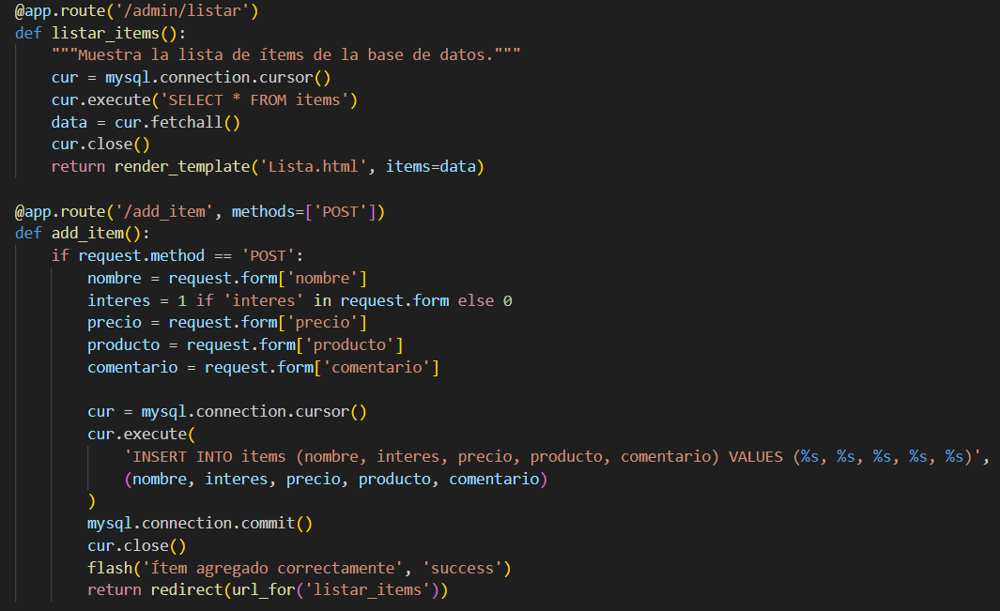 @app.route('/admin/listar')
def listar_items():
    """Muestra la lista de ítems de la base de datos."""
    cur = mysql.connection.cursor()
    cur.execute('SELECT * FROM items')
    data = cur.fetchall()
    cur.close()
    return render_template('Lista.html', items=data)

@app.route('/add_item', methods=['POST'])
def add_item():
    if request.method == 'POST':
        nombre = request.form['nombre']
        interes = 1 if 'interes' in request.form else 0
        precio = request.form['precio']
        producto = request.form['producto']
        comentario = request.form['comentario']

        cur = mysql.connection.cursor()
        cur.execute(
            'INSERT INTO items (nombre, interes, precio, producto, comentario) VALUES (%s, %s, %s, %s, %s)',
            (nombre, interes, precio, producto, comentario)
        )
        mysql.connection.commit()
        cur.close()
        flash('Ítem agregado correctamente', 'success')
        return redirect(url_for('listar_items'))